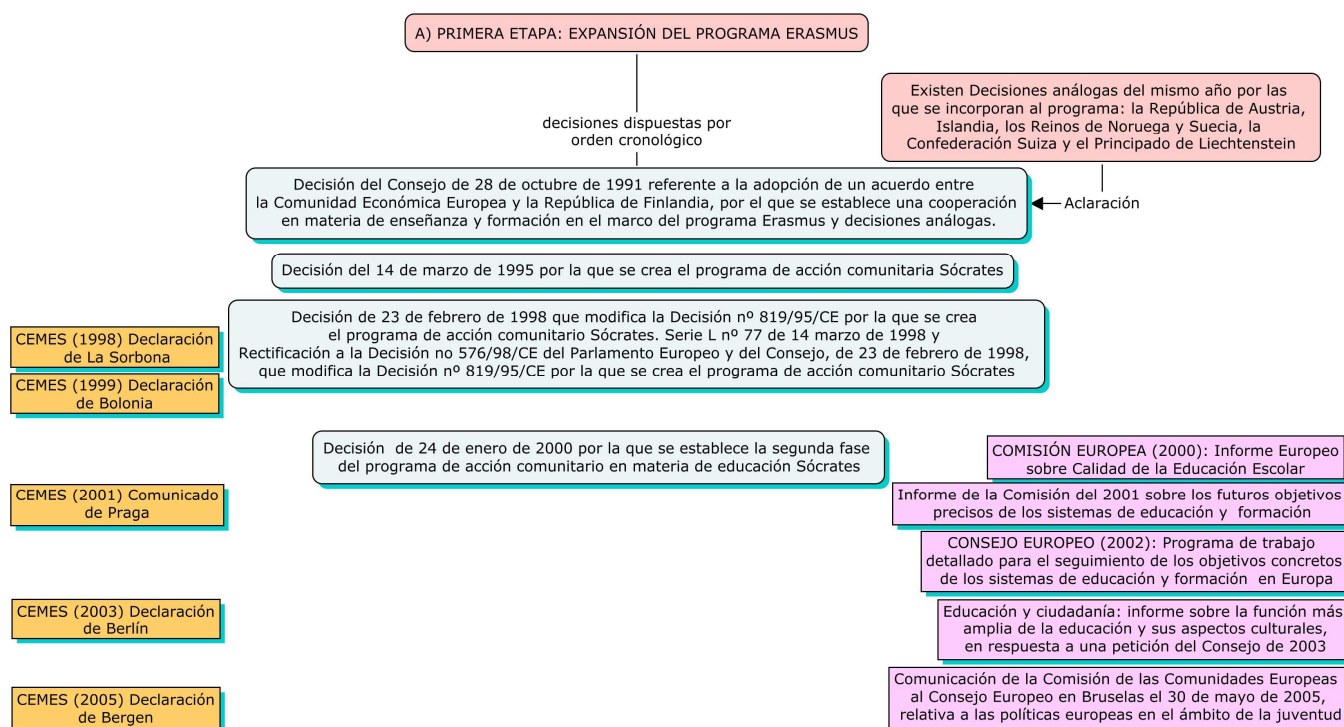 A) PRIMERA ETAPA: EXPANSIÓN DEL PROGRAMA ERASMUS
Existen Decisiones análogas del mismo año por las
que se incorporan al programa: la República de Austria,
Islandia, los Reinos de Noruega y Suecia, la
Confederación Suiza y el Principado de Liechtenstein
decisiones dispuestas por
orden cronológico
Decisión del Consejo de 28 de octubre de 1991 referente a la adopción de un acuerdo entre
la Comunidad Económica Europea y la República de Finlandia, por el que se establece una cooperación
en materia de enseñanza y formación en el marco del programa Erasmus y decisiones análogas.
Aclaración
Decisión del 14 de marzo de 1995 por la que se crea el programa de acción comunitaria Sócrates
Decisión de 23 de febrero de 1998 que modifica la Decisión nº 819/95/CE por la que se crea
el programa de acción comunitario Sócrates. Serie L nº 77 de 14 marzo de 1998 y
Rectificación a la Decisión no 576/98/CE del Parlamento Europeo y del Consejo, de 23 de febrero de 1998,
que modifica la Decisión nº 819/95/CE por la que se crea el programa de acción comunitario Sócrates
CEMES (1998) Declaración
de La Sorbona
CEMES (1999) Declaración
de Bolonia
Decisión de 24 de enero de 2000 por la que se establece la segunda fase
del programa de acción comunitario en materia de educación Sócrates
COMISIÓN EUROPEA (2000): Informe Europeo
sobre Calidad de la Educación Escolar
CEMES (2001) Comunicado
de Praga
Informe de la Comisión del 2001 sobre los futuros objetivos
precisos de los sistemas de educación y formación
CONSEJO EUROPEO (2002): Programa de trabajo
detallado para el seguimiento de los objetivos concretos
de los sistemas de educación y formación en Europa
CEMES (2003) Declaración
de Berlín
Educación y ciudadanía: informe sobre la función más
amplia de la educación y sus aspectos culturales,
en respuesta a una petición del Consejo de 2003
CEMES (2005) Declaración
de Bergen
Comunicación de la Comisión de las Comunidades Europeas
al Consejo Europeo en Bruselas el 30 de mayo de 2005,
relativa a las políticas europeas en el ámbito de la juventud